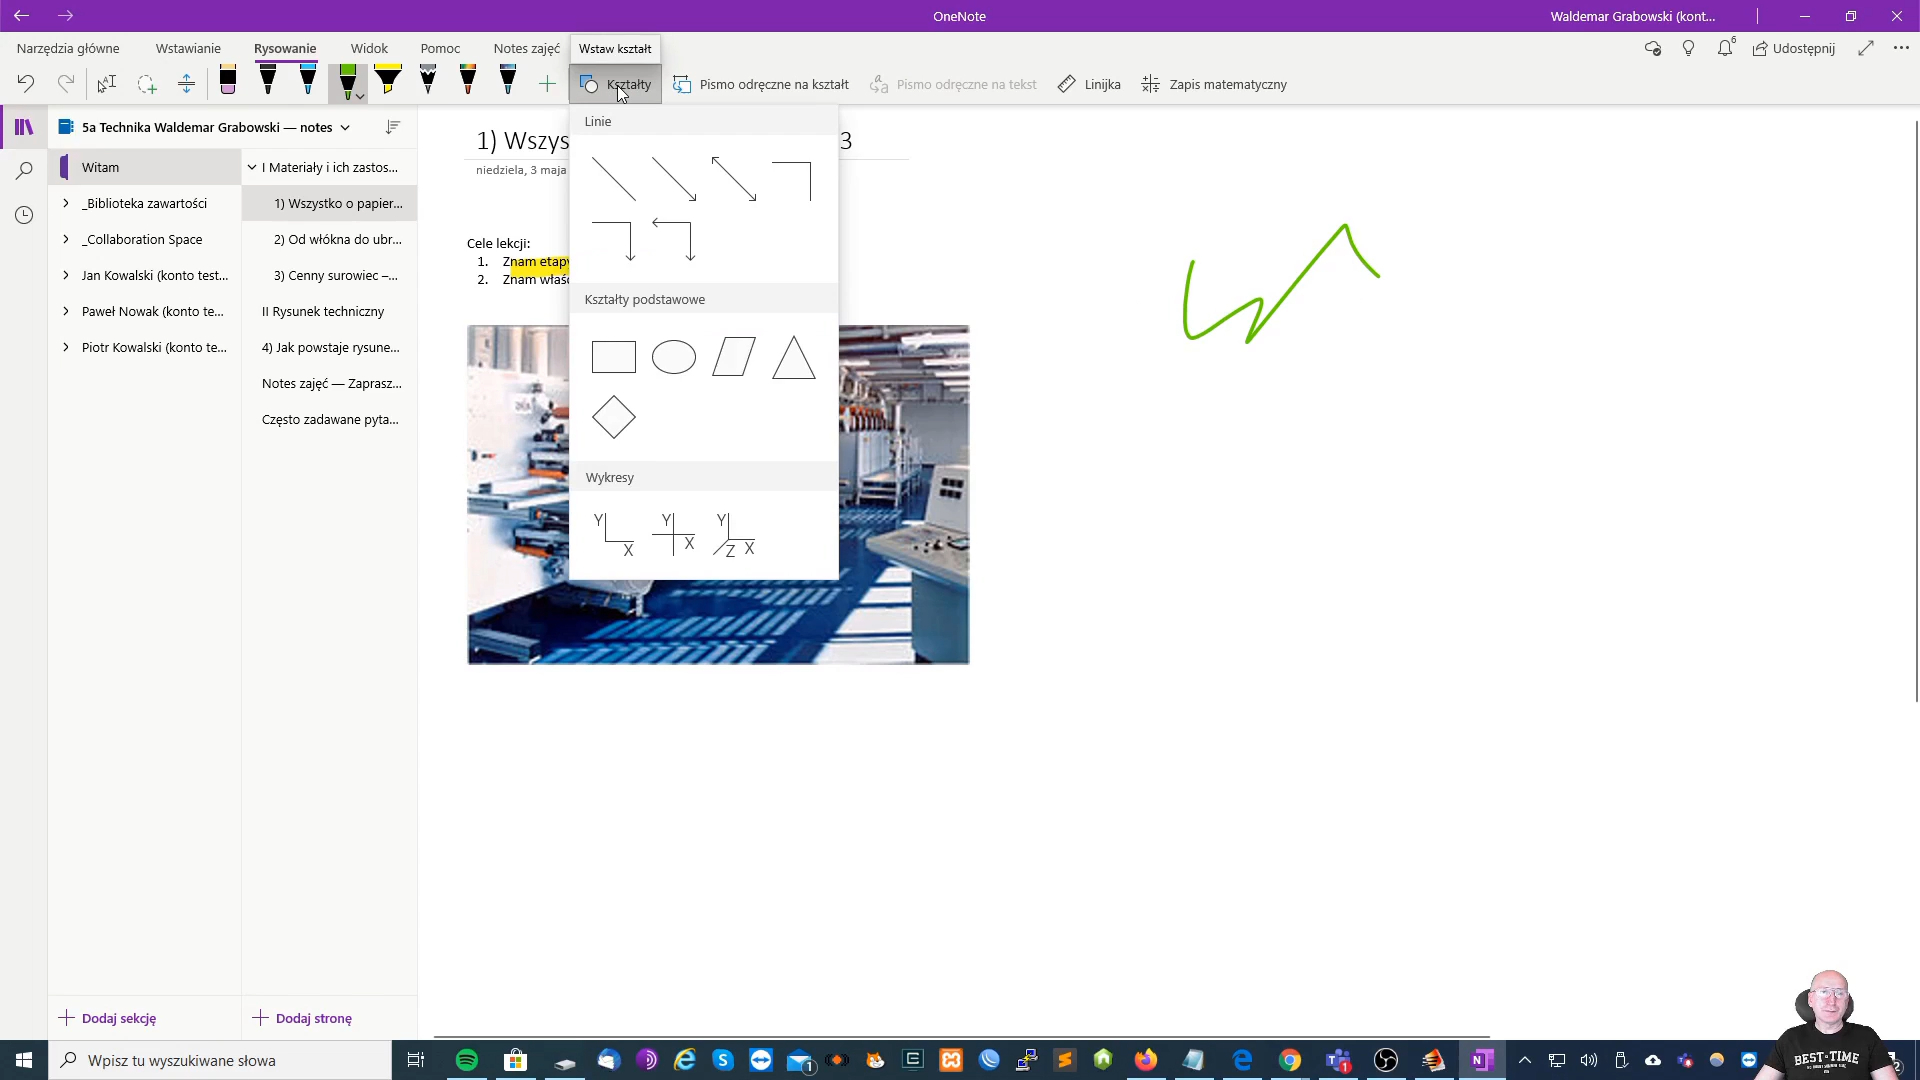 OneNote
Waldemar Grabowski (kont...
Narzędzia główne
Wstawianie
Rysowanie
Widok
Pomoc
Notes zajęć
Wstaw kształt
6
Udostępnij
Kształty
Pismo odręczne na kształt
Pismo odręczne na tekst
Linijka
Zapis matematyczny
5a Technika Waldemar Grabowski — notes
Witam
_Biblioteka zawartości
_Collaboration Space
Jan Kowalski (konto test...
Paweł Nowak (konto te...
Piotr Kowalski (konto te...
Dodaj sekcję
I Materiały i ich zastos...
1) Wszystko o papier...
2) Od włókna do ubr...
3) Cenny surowiec –...
II Rysunek techniczny
4) Jak powstaje rysune...
Notes zajęć — Zaprasz...
Często zadawane pyta...
Dodaj stronę
1) Wszys
3
niedziela, 3 maja
Cele lekcji:
1. Znam etapy
2. Znam właś
Linie
Kształty podstawowe
Wykresy
Y X
Y X
Y Z X
Wpisz tu wyszukiwane słowa
1
1
2
BEST TIME